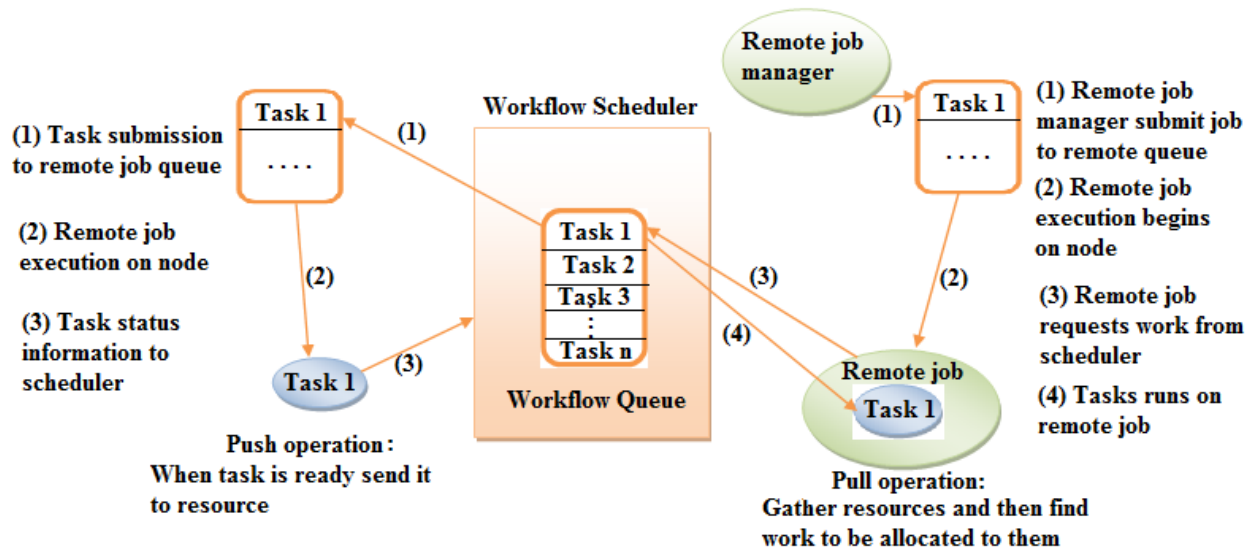 (1) Task submission
to remote job queue
(2) Remote job
execution on node
(3) Task status
information to
scheduler
Task 1
. . . .
(1)
(2)
Task 1
(3)
Push operation:
When task is ready send it
to resource
Workflow Scheduler
Task 1
Task 2
Task 3
⋮
Task n
Workflow Queue
(3)
(4)
Remote job
manager
(1)
Task 1
. . . .
(2)
Remote job
Task 1
Pull operation:
Gather resources and then find
work to be allocated to them
(1) Remote job
manager submit job
to remote queue
(2) Remote job
execution begins
on node
(3) Remote job
requests work from
scheduler
(4) Tasks runs on
remote job